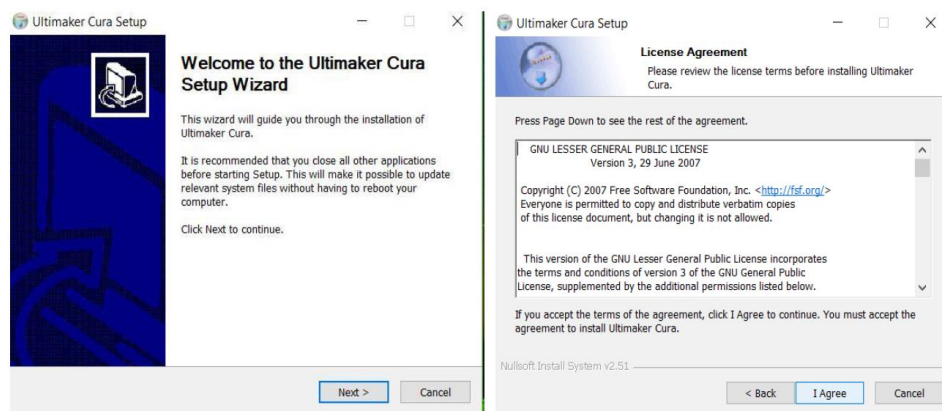 Ultimaker Cura Setup
Welcome to the Ultimaker Cura
Setup Wizard
This wizard will guide you through the installation of
Ultimaker Cura.
It is recommended that you close all other applications
before starting Setup. This will make it possible to update
relevant system files without having to reboot your
computer.
Click Next to continue.
Next >
Cancel
Ultimaker Cura Setup
License Agreement
Please review the license terms before installing Ultimaker
Cura.
Press Page Down to see the rest of the agreement.
GNU LESSER GENERAL PUBLIC LICENSE
Version 3, 29 June 2007
Copyright (C) 2007 Free Software Foundation, Inc. <http://fsf.org/>
Everyone is permitted to copy and distribute verbatim copies
of this license document, but changing it is not allowed.
This version of the GNU Lesser General Public License incorporates
the terms and conditions of version 3 of the GNU General Public
License, supplemented by the additional permissions listed below.
If you accept the terms of the agreement, click I Agree to continue. You must accept the
agreement to install Ultimaker Cura.
Nullsoft Install System v2.51
< Back
I Agree
Cancel